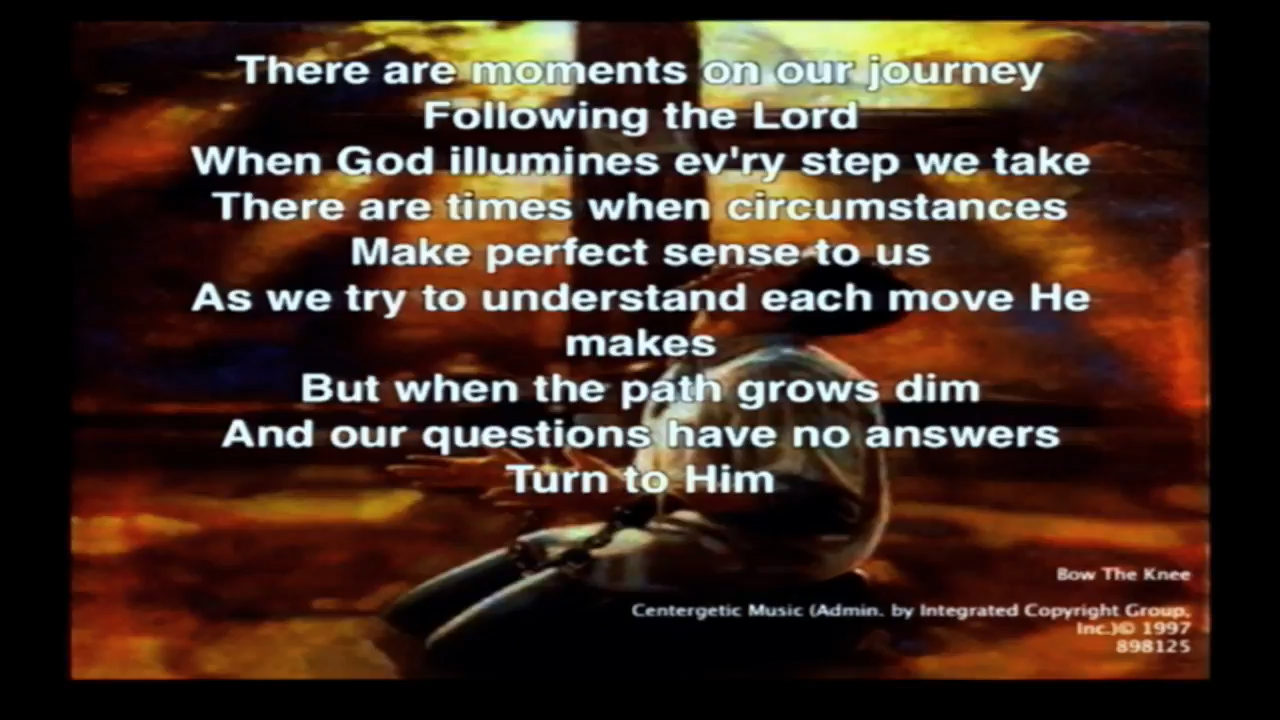 There are moments on our journey
Following the Lord
When God illumines ev'ry step we take
There are times when circumstances
Make perfect sense to us
As we try to understand each move He
makes
But when the path grows dim
And our questions have no answers
Turn to Him
Bow The Knee
Centergetic Music (Admin. by Integrated Copyright Group,
Inc.)© 1997
898125